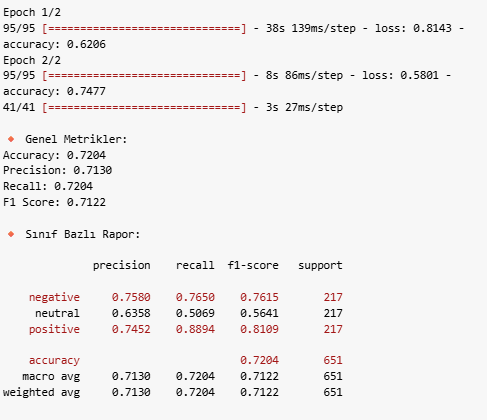 Epoch 1/2
95/95 [==============================] - 38s 139ms/step - loss: 0.8143 -
accuracy: 0.6206
Epoch 2/2
95/95 [==============================] - 8s 86ms/step - loss: 0.5801 -
accuracy: 0.7477
41/41 [==============================] - 3s 27ms/step
🔸 Genel Metrikler:
Accuracy: 0.7204
Precision: 0.7130
Recall: 0.7204
F1 Score: 0.7122
🔸 Sınıf Bazlı Rapor:
precision recall f1-score support
negative 0.7580 0.7650 0.7615 217
neutral 0.6358 0.5069 0.5641 217
positive 0.7452 0.8894 0.8109 217
accuracy 0.7204 651
macro avg 0.7130 0.7204 0.7122 651
weighted avg 0.7130 0.7204 0.7122 651